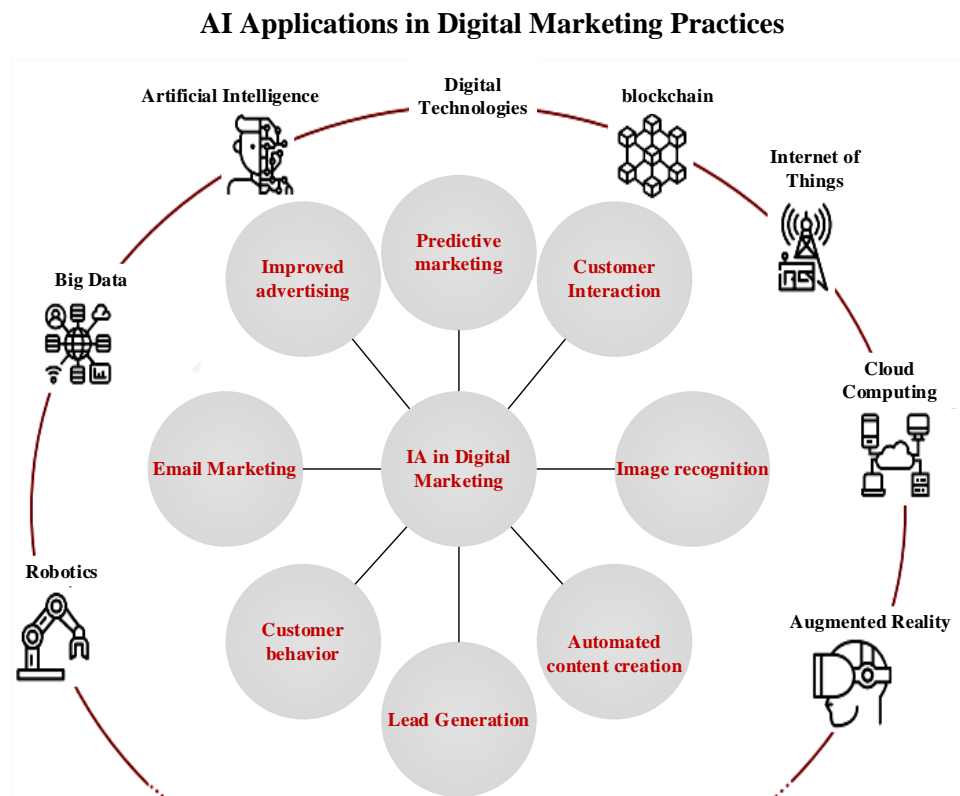 AI Applications in Digital Marketing Practices
Artificial Intelligence
Digital
Technologies
blockchain
Internet of
Things
Big Data
Cloud
Computing
Robotics
Augmented Reality
Improved
advertising
Predictive
marketing
Customer
Interaction
Email Marketing
IA in Digital
Marketing
Image recognition
Customer
behavior
Lead Generation
Automated
content creation